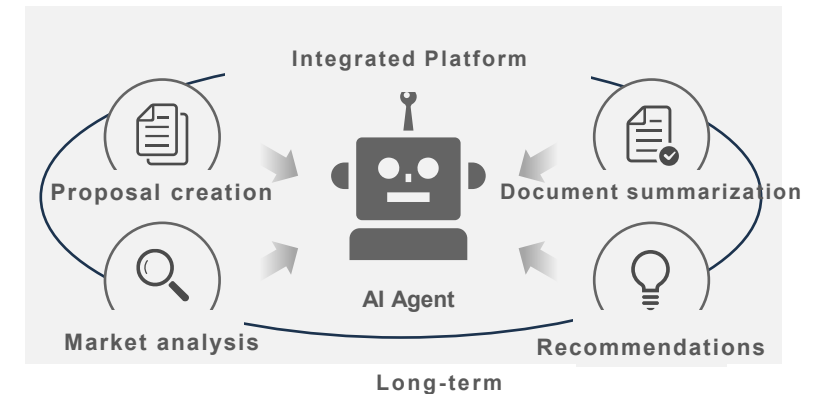 Integrated Platform
Proposal creation
Document summarization
AI Agent
Market analysis
Recommendations
Long-term